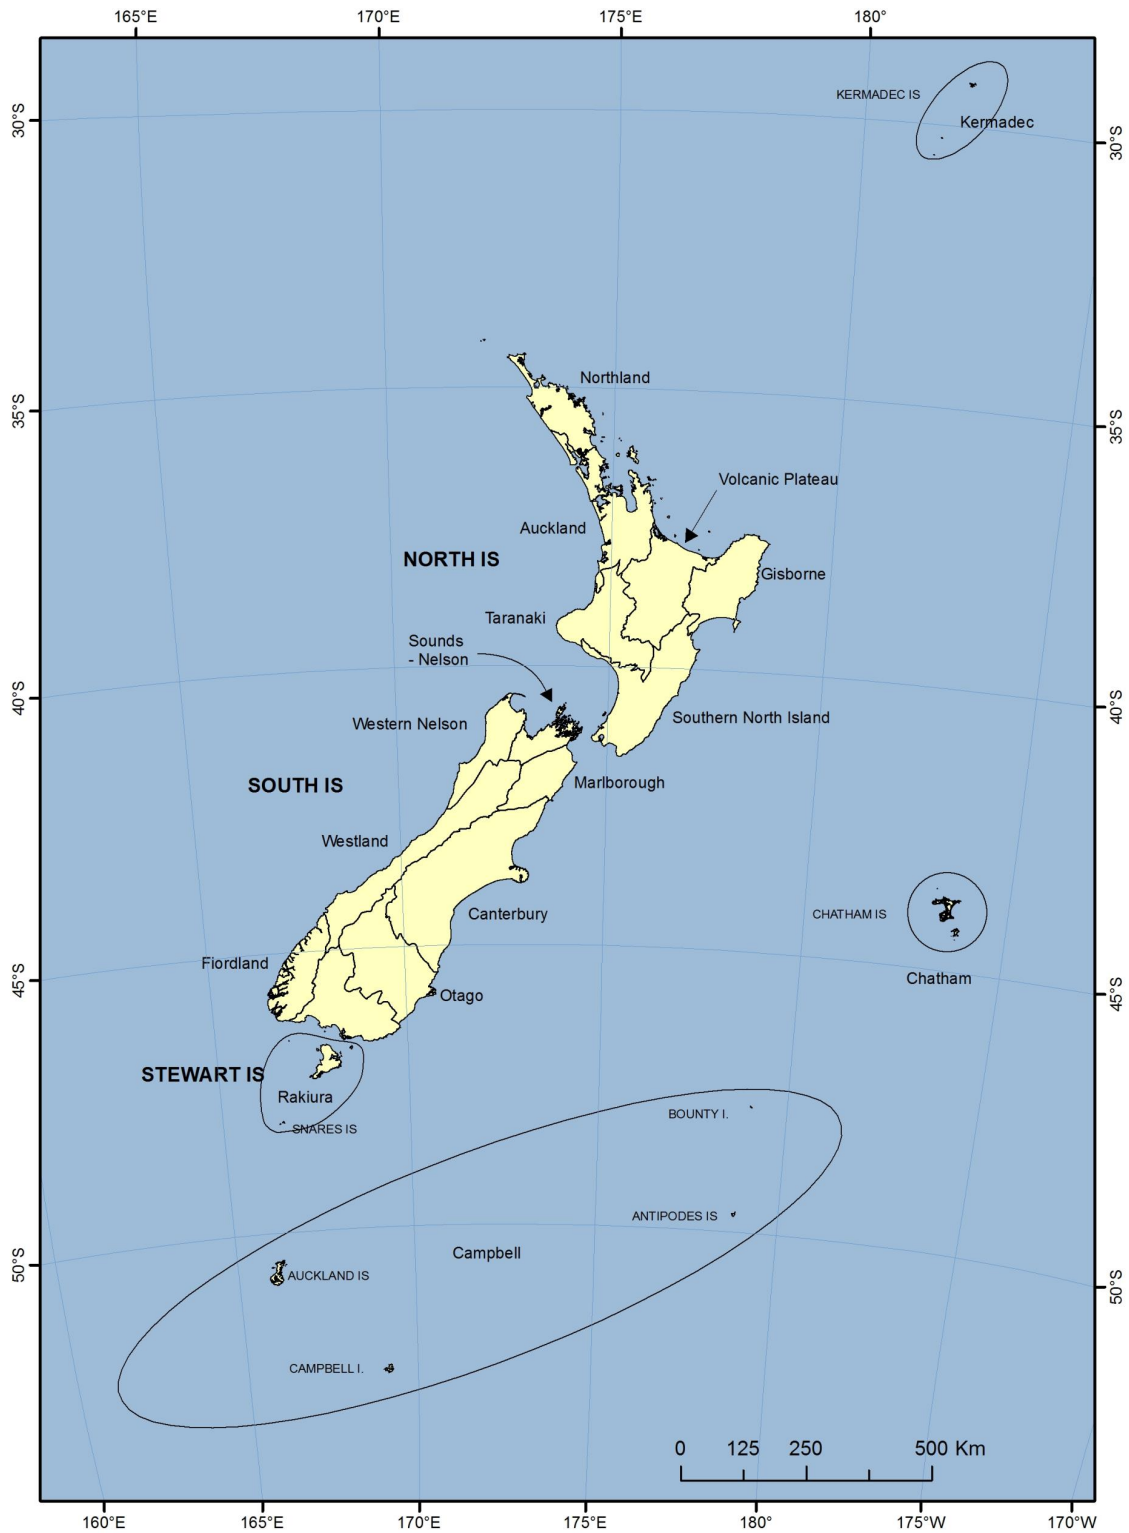 165°E
170°E
175°E
180°
KERMADEC IS
Kermadec
30°S
30°S
Northland
35°S
35°S
Volcanic Plateau
Auckland
NORTH IS
Gisborne
Taranaki
Sounds
- Nelson
40°S
40°S
Western Nelson
Southern North Island
SOUTH IS
Marlborough
Westland
Canterbury
CHATHAM IS
Fiordland
Chatham
45°S
45°S
Otago
STEWART IS
Rakiura
SNARES IS
BOUNTY I.
ANTIPODES IS
Campbell
50°S
50°S
AUCKLAND IS
CAMPBELL I.
0 125 250 500 Km
160°E
165°E
170°E
175°E
180°E
175°W
170°W